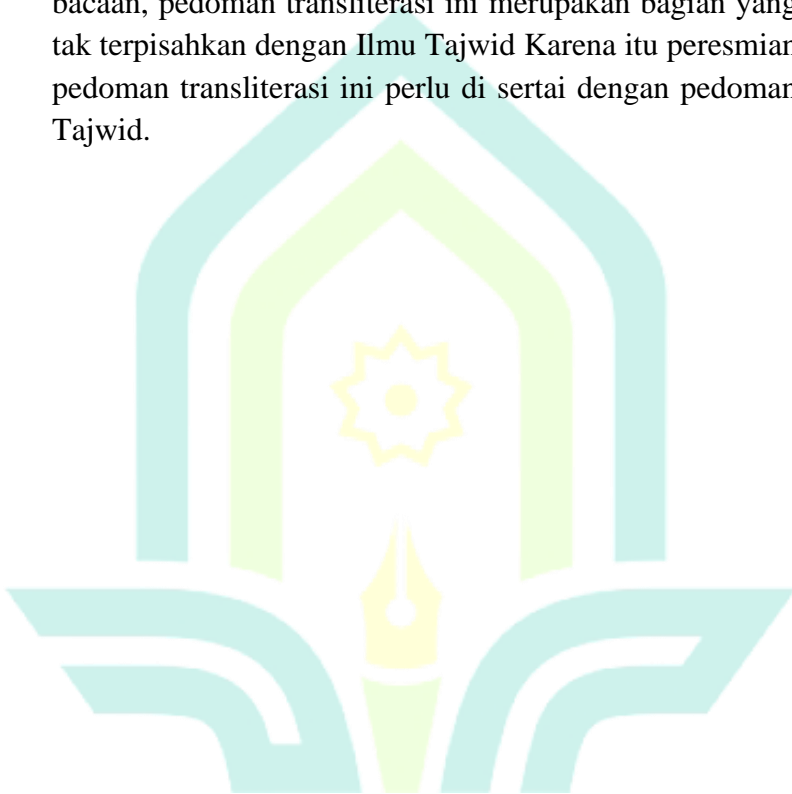 bacaan, pedoman transliterasi ini merupakan bagian yang
tak terpisahkan dengan Ilmu Tajwid Karena itu peresmian
pedoman transliterasi ini perlu di sertai dengan pedoman
Tajwid.